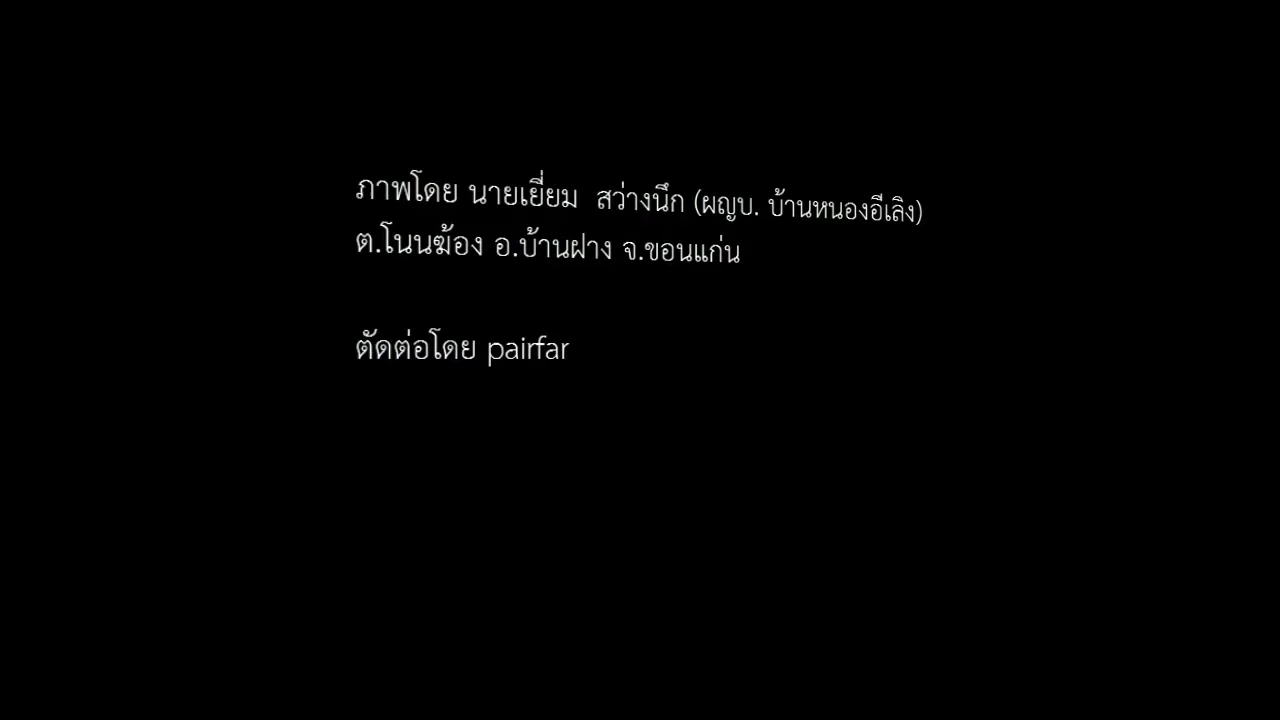 ภาพโดย นายเยี่ยม  สว่างนึก (ผญบ. บ้านหนองอีเลิง)
ต.โนนฆ้อง อ.บ้านฝาง จ.ขอนแก่น
ตัดต่อโดย pairfar